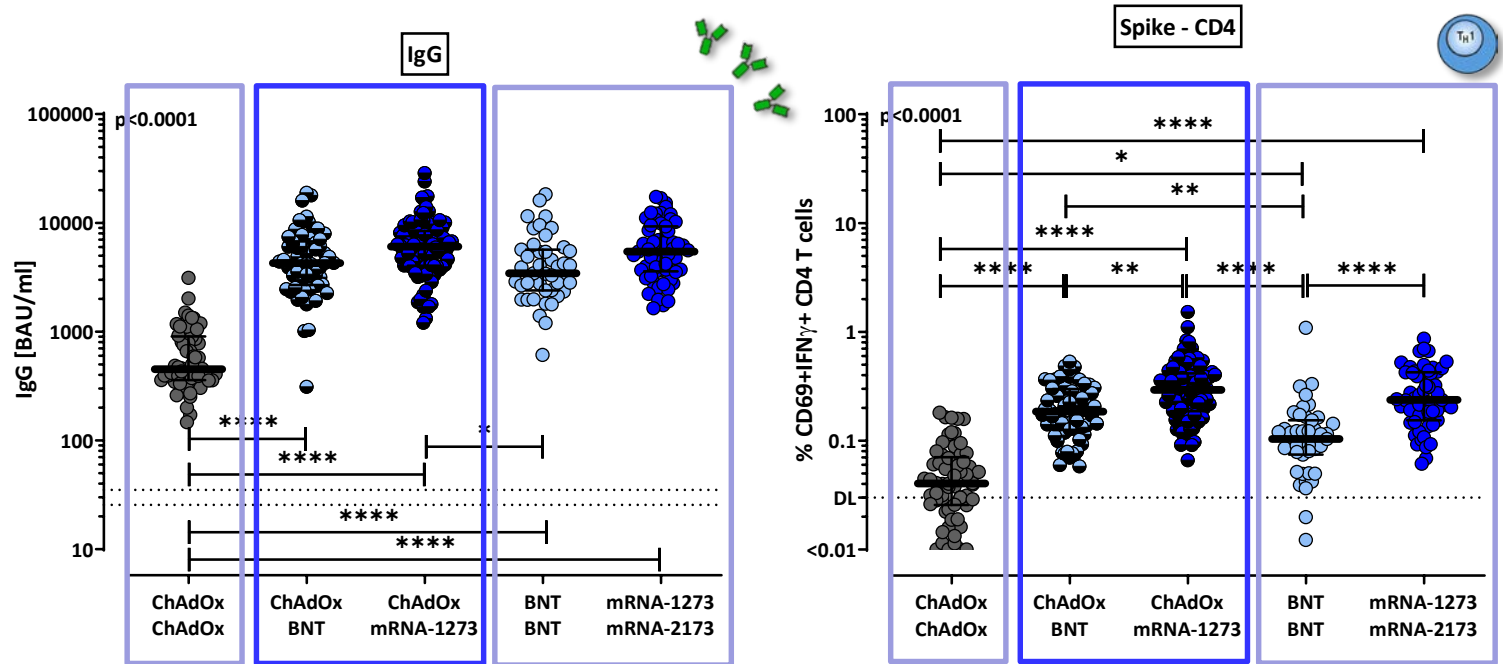 IgG
p<0.0001
IgG [BAU/ml]
100000
10000
1000
100
10
****
*
****
****
****
ChAdOx ChAdOx ChAdOx BNT mRNA-1273
ChAdOx BNT mRNA-1273 BNT mRNA-2173
Spike - CD4
TH1
p<0.0001
% CD69+IFNγ+ CD4 T cells
100
10
1
0.1
DL
<0.01
****
*
**
****
**** ** **** ****
ChAdOx ChAdOx ChAdOx BNT mRNA-1273
ChAdOx BNT mRNA-1273 BNT mRNA-2173